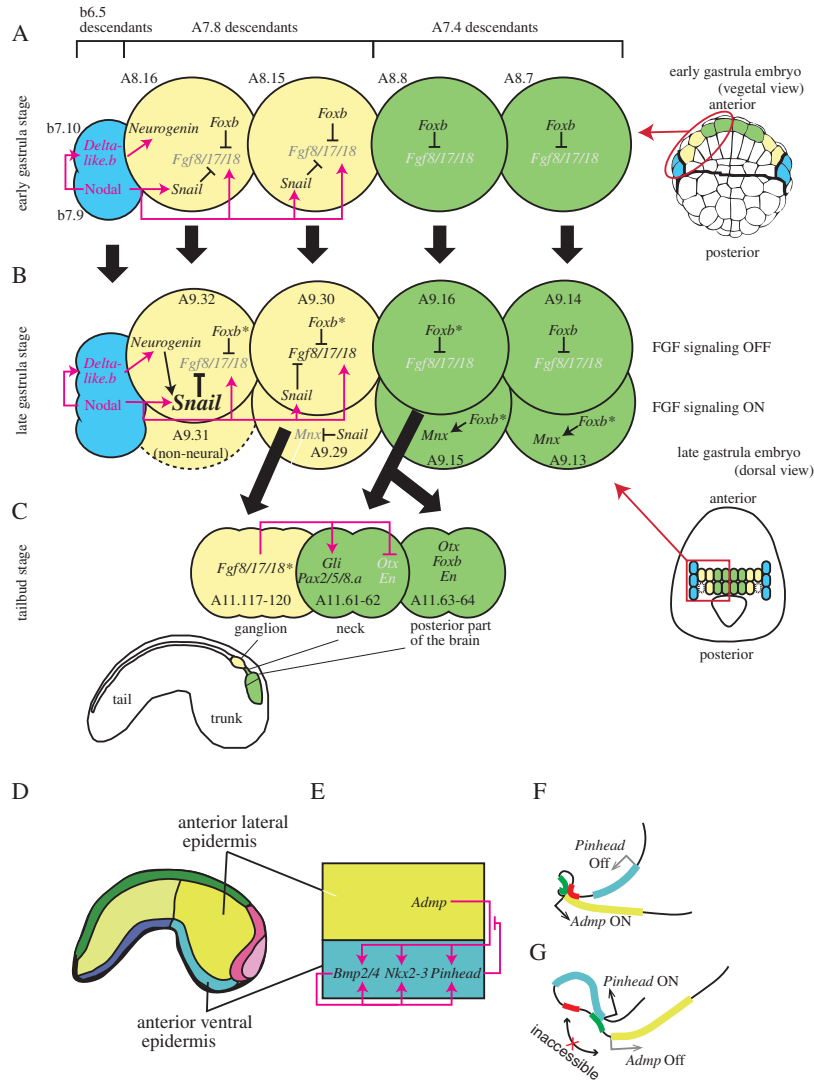 A
b6.5
descendants
A7.8 descendants
A7.4 descendants
early gastrula stage
A8.16
A8.15
A8.8
A8.7
b7.10
Delta-
like.b
Nodal
b7.9
Neurogenin
Foxb
Fgf8/17/18
Snail
Foxb
Fgf8/17/18
Snail
Foxb
Fgf8/17/18
Foxb
Fgf8/17/18
early gastrula embryo
(vegetal view)
anterior
posterior
B
late gastrula stage
A9.32
A9.30
A9.16
A9.14
Delta-
like.b
Nodal
Neurogenin
Foxb*
Fgf8/17/18
Snail
A9.31
(non-neural)
Foxb*
Fgf8/17/18
Snail
Mnx
Snail
A9.29
Foxb*
Fgf8/17/18
Mnx
Foxb*
A9.15
Foxb
Fgf8/17/18
Mnx
Foxb*
A9.13
FGF signaling OFF
FGF signaling ON
late gastrula embryo
(dorsal view)
anterior
posterior
C
tailbud stage
Fgf8/17/18*
A11.117-120
ganglion
Gli
Pax2/5/8.a
Otx
En
A11.61-62
neck
Otx
Foxb
En
A11.63-64
posterior part
of the brain
tail
trunk
D
anterior lateral
epidermis
anterior ventral
epidermis
E
Admp
Bmp2/4 Nkx2-3 Pinhead
F
Pinhead
Off
Admp ON
G
Pinhead ON
inaccessible
Admp Off